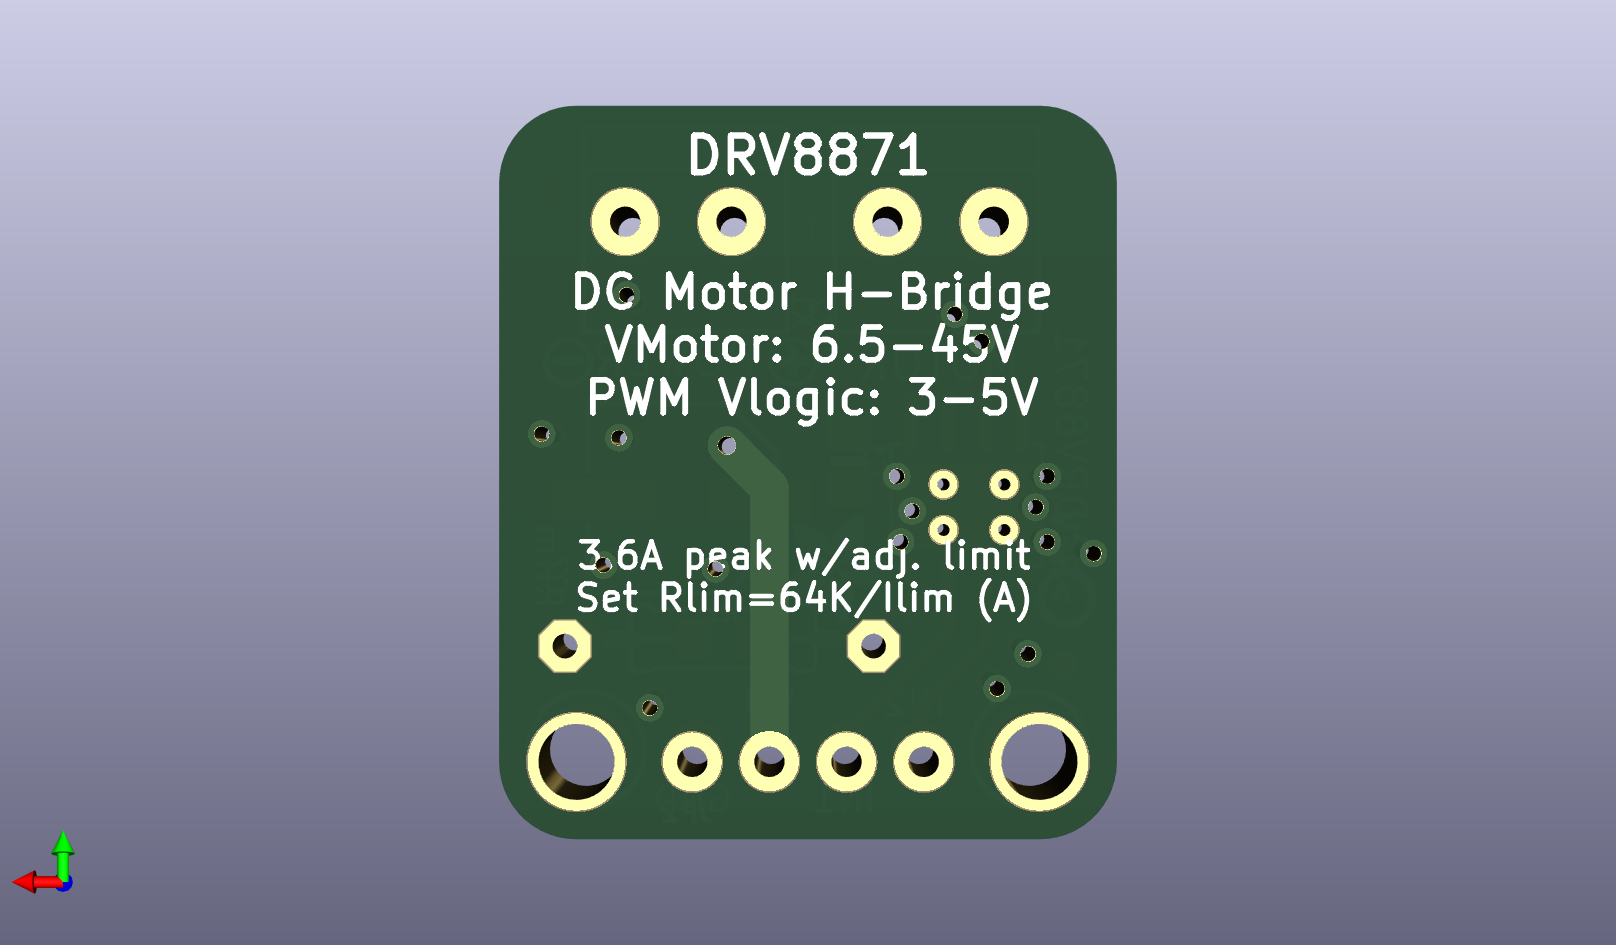 DRV8871
DC Motor H-Bridge
VMotor: 6.5-45V
PWM Vlogic: 3-5V
3.6A peak w/adj. limit
Set Rlim=64K/Ilim (A)